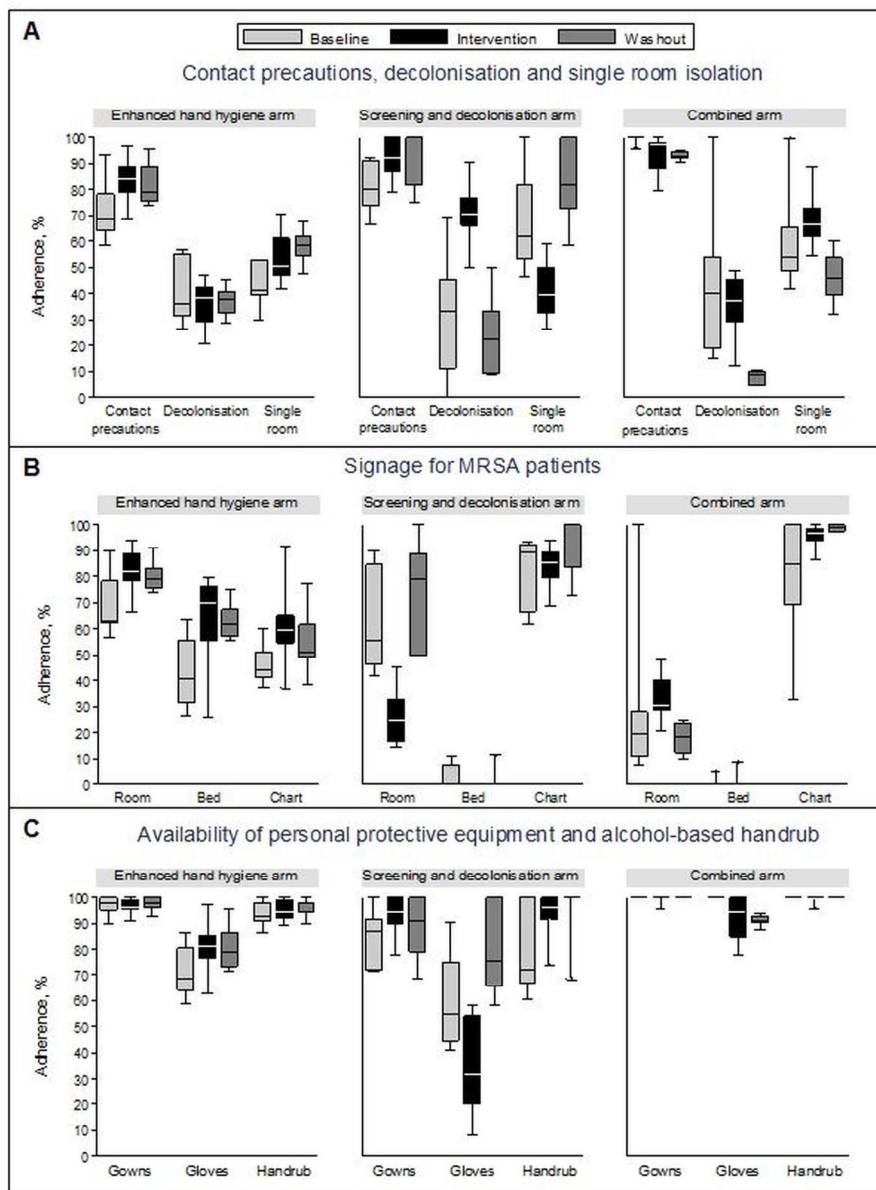 A
Baseline Intervention Washout
Contact precautions, decolonisation and single room isolation
Enhanced hand hygiene arm Screening and decolonisation arm Combined arm
Adherence, %
100
90
80
70
60
50
40
30
20
10
0
Contact precautions Decolonisation Single room
Contact precautions Decolonisation Single room
Contact precautions Decolonisation Single room
B
Signage for MRSA patients
Enhanced hand hygiene arm Screening and decolonisation arm Combined arm
Adherence, %
100
90
80
70
60
50
40
30
20
10
0
Room Bed Chart Room Bed Chart Room Bed Chart
C
Availability of personal protective equipment and alcohol-based handrub
Enhanced hand hygiene arm Screening and decolonisation arm Combined arm
Adherence, %
100
90
80
70
60
50
40
30
20
10
0
Gowns Gloves Handrub Gowns Gloves Handrub Gowns Gloves Handrub